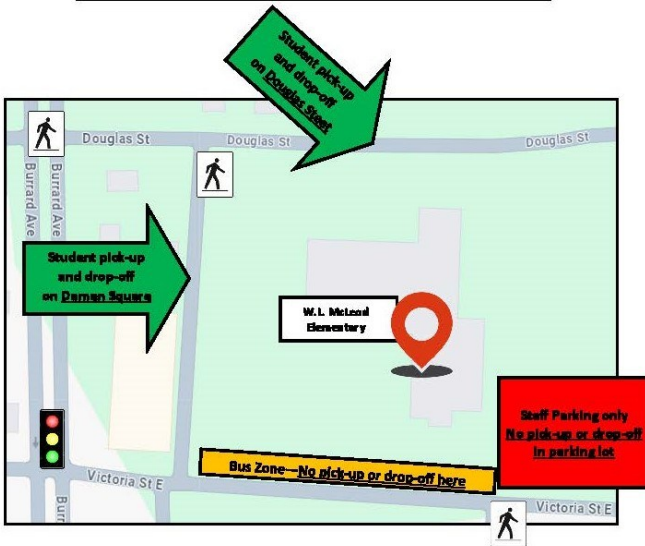 Student pick-up
and drop-off
on Douglas Steet
Douglas St
Douglas St
Douglas St
Burrard Ave
Burrard Ave
Student pick-up
and drop-off
on Damen Square
W.L. McLeod
Elementary
Staff Parking only
No pick-up or drop-off
in parking lot
Bus Zone—No pick-up or drop-off here
Victoria St E
Victoria St E
Burr